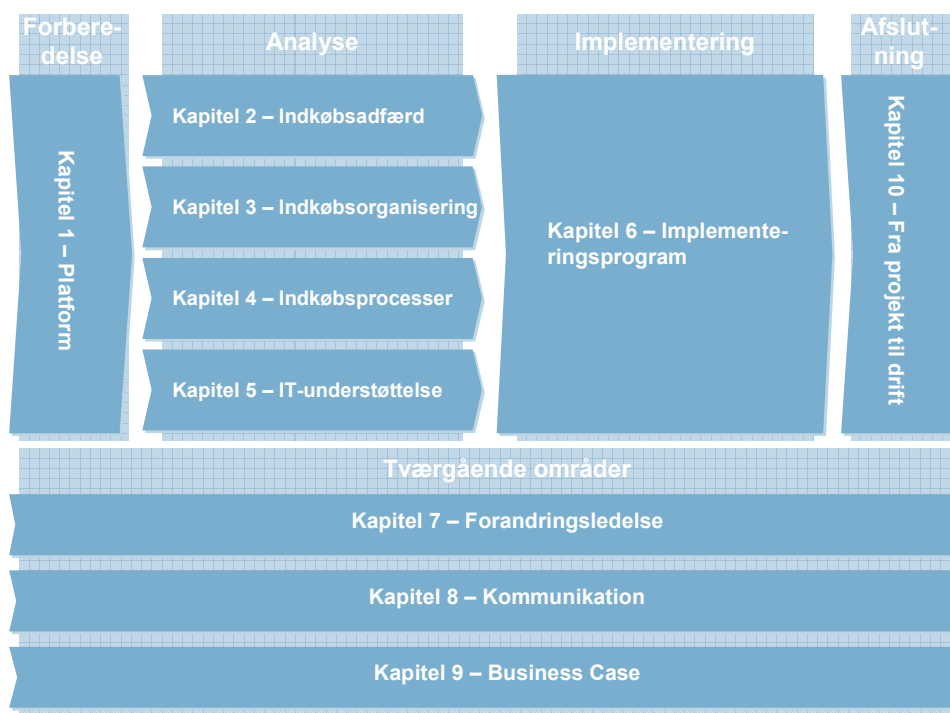 Forbere-
delse
Analyse
Implementering
Afslut-
ning
Kapitel 1 – Platform
Kapitel 2 – Indkøbsadfærd
Kapitel 3 – Indkøbsorganisering
Kapitel 4 – Indkøbsprocesser
Kapitel 5 – IT-understøttelse
Kapitel 6 – Implemente-
ringsprogram
Kapitel 10 – Fra projekt til drift
Tværgående områder
Kapitel 7 – Forandringsledelse
Kapitel 8 – Kommunikation
Kapitel 9 – Business Case